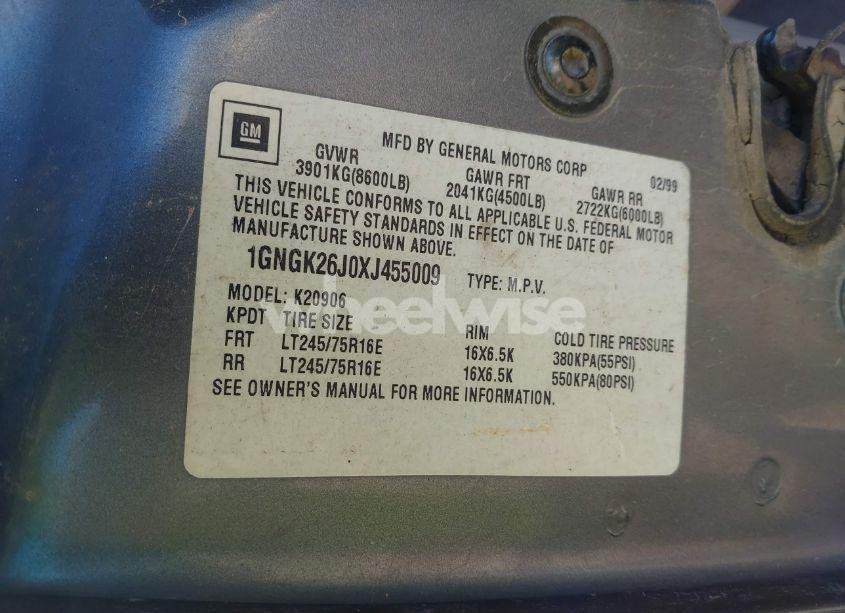 GM
MFD BY GENERAL MOTORS CORP 02/99
GVWR GAWR FRT GAWR RR
3901KG(8600LB) 2041KG(4500LB) 2722KG(6000LB)
THIS VEHICLE CONFORMS TO ALL APPLICABLE U.S. FEDERAL MOTOR
VEHICLE SAFETY STANDARDS IN EFFECT ON THE DATE OF
MANUFACTURE SHOWN ABOVE.
1GNGK26J0XJ455009 TYPE: M.P.V.
wheelwise
MODEL: K20906
KPDT TIRE SIZE RIM COLD TIRE PRESSURE
FRT LT245/75R16E 16X6.5K 380KPA(55PSI)
RR LT245/75R16E 16X6.5K 550KPA(80PSI)
SEE OWNER'S MANUAL FOR MORE INFORMATION.